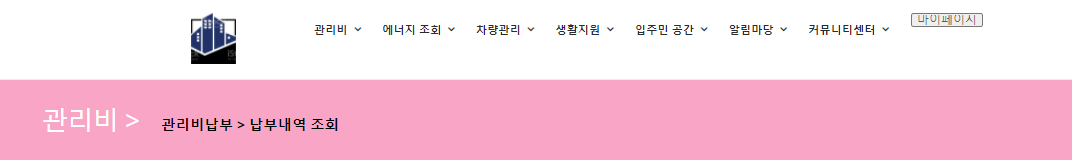 관리비 에너지 조회 차량관리 생활지원 입주민 공간 알림마당 커뮤니티센터 마이페이지
관리비 > 관리비납부 > 납부내역 조회